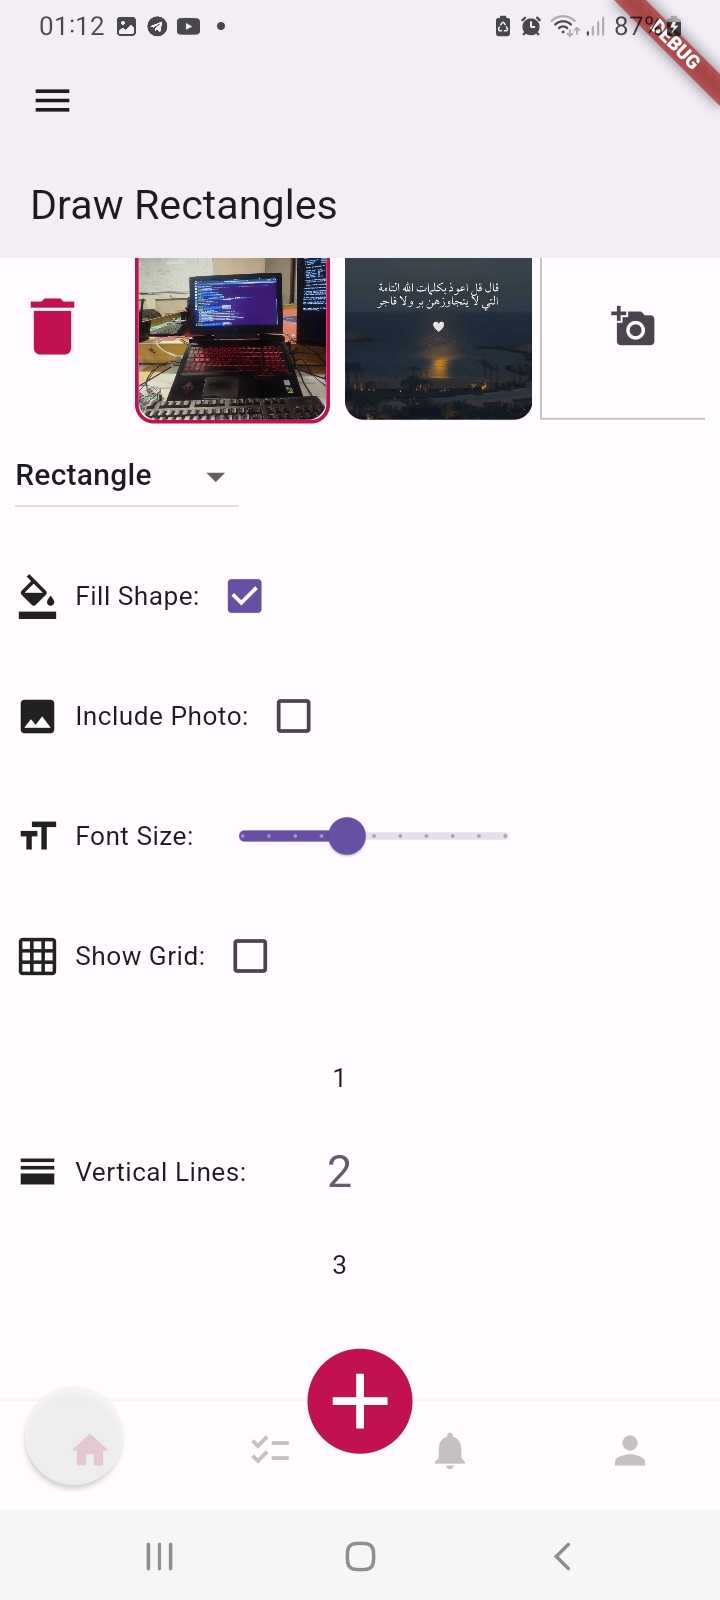 01:12
87%
DEBUG
Draw Rectangles
قال قل اعوذ بكلمات الله التامة
التي لا يتجاوزهن بر ولا فاجر
Rectangle
Fill Shape:
Include Photo:
Font Size:
Show Grid:
1
Vertical Lines:
2
3